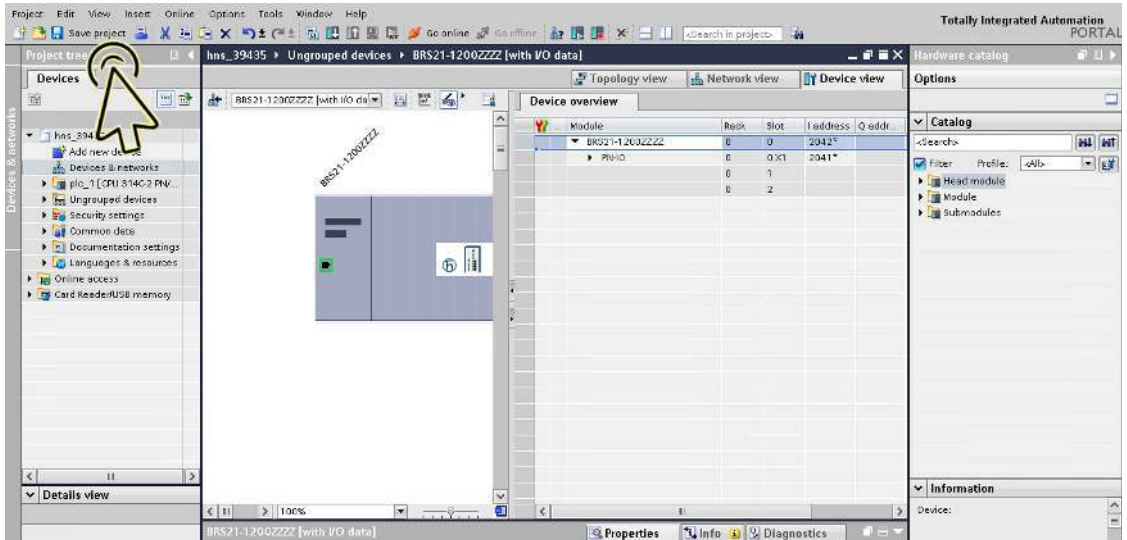 Project Edit View Insert Online Options Tools Window Help
Totally Integrated Automation
PORTAL
Save project Go online Go offline <Search in project>
Project tree
hns_39435 Ungrouped devices BRS21-1200ZZZZ [with I/O data]
Hardware catalog
Devices
Topology view Network view Device view
Options
BRS21-1200ZZZZ [with I/O da
Device overview
Devices & networks
Module Rack Slot I address Q addr...
Catalog
BRS21-1200ZZZZ 0 0 2042*
<Search>
PN-IO 0 0 X1 2041*
Filter Profile: <All>
0 1
0 2
Head module
Module
Submodules
Add new
Devices & networks
plc_1 [CPU 314C-2 PN/...
Ungrouped devices
Security settings
Common data
Documentation settings
Languages & resources
Online access
Card Reader/USB memory
BRS21-1200ZZZZ
Details view
100%
Information
Device:
BRS21-1200ZZZZ [with I/O data]
Properties Info Diagnostics